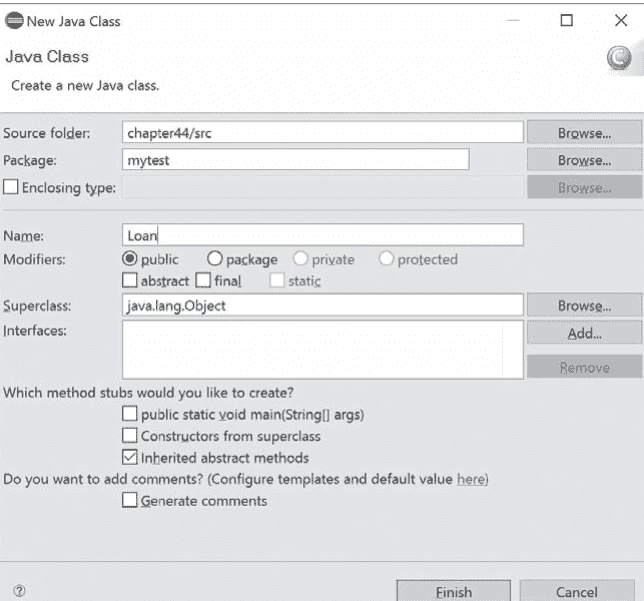 New Java Class
Java Class
Create a new Java class.
Source folder: chapter44/src Browse...
Package: mytest Browse...
Enclosing type: Browse...
Name: Loan
Modifiers: public package private protected
abstract final static
Superclass: java.lang.Object Browse...
Interfaces: Add...
Remove
Which method stubs would you like to create?
public static void main(String[] args)
Constructors from superclass
Inherited abstract methods
Do you want to add comments? (Configure templates and default value here)
Generate comments
Finish Cancel